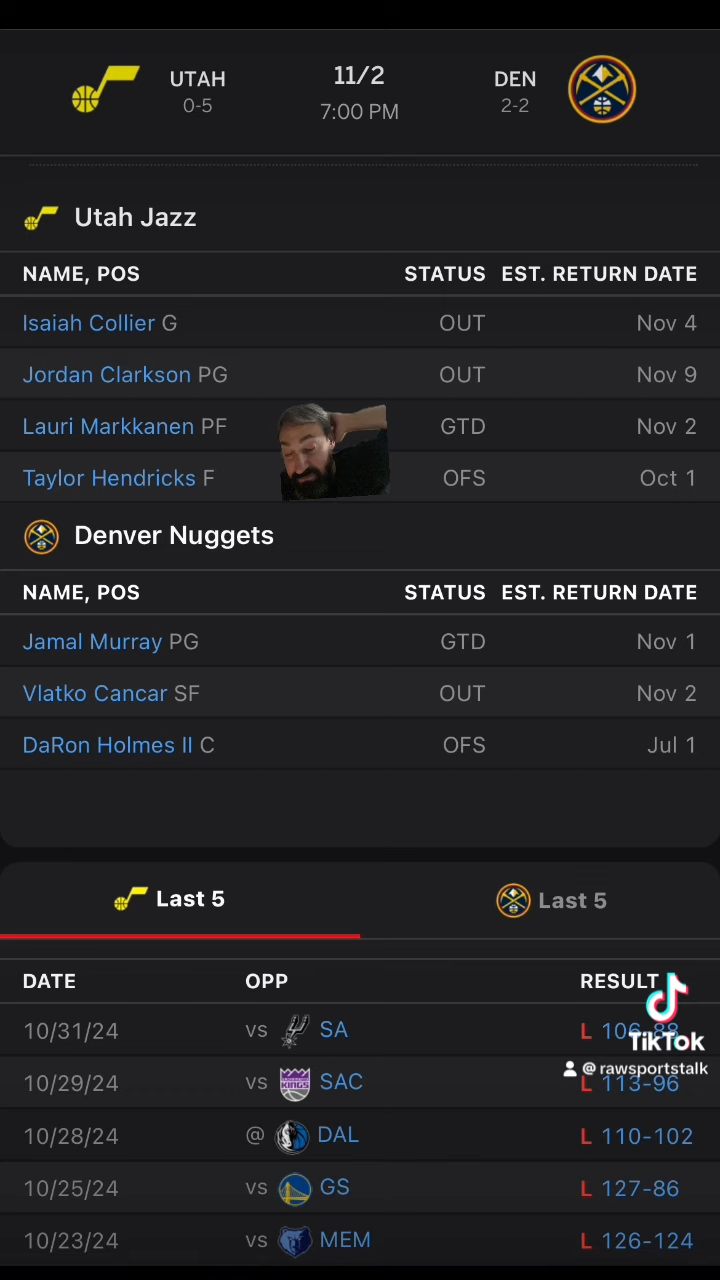 UTAH 11/2 DEN
0-5 7:00 PM 2-2
Utah Jazz
NAME, POS STATUS EST. RETURN DATE
Isaiah Collier G OUT Nov 4
Jordan Clarkson PG OUT Nov 9
Lauri Markkanen PF GTD Nov 2
Taylor Hendricks F OFS Oct 1
Denver Nuggets
NAME, POS STATUS EST. RETURN DATE
Jamal Murray PG GTD Nov 1
Vlatko Cancar SF OUT Nov 2
DaRon Holmes II C OFS Jul 1
Last 5 Last 5
DATE OPP RESULT
10/31/24 vs SA L 106-88
TikTok
@rawsportstalk
10/29/24 vs KINGS SAC L 113-96
10/28/24 @ DAL L 110-102
10/25/24 vs GS L 127-86
10/23/24 vs MEM L 126-124